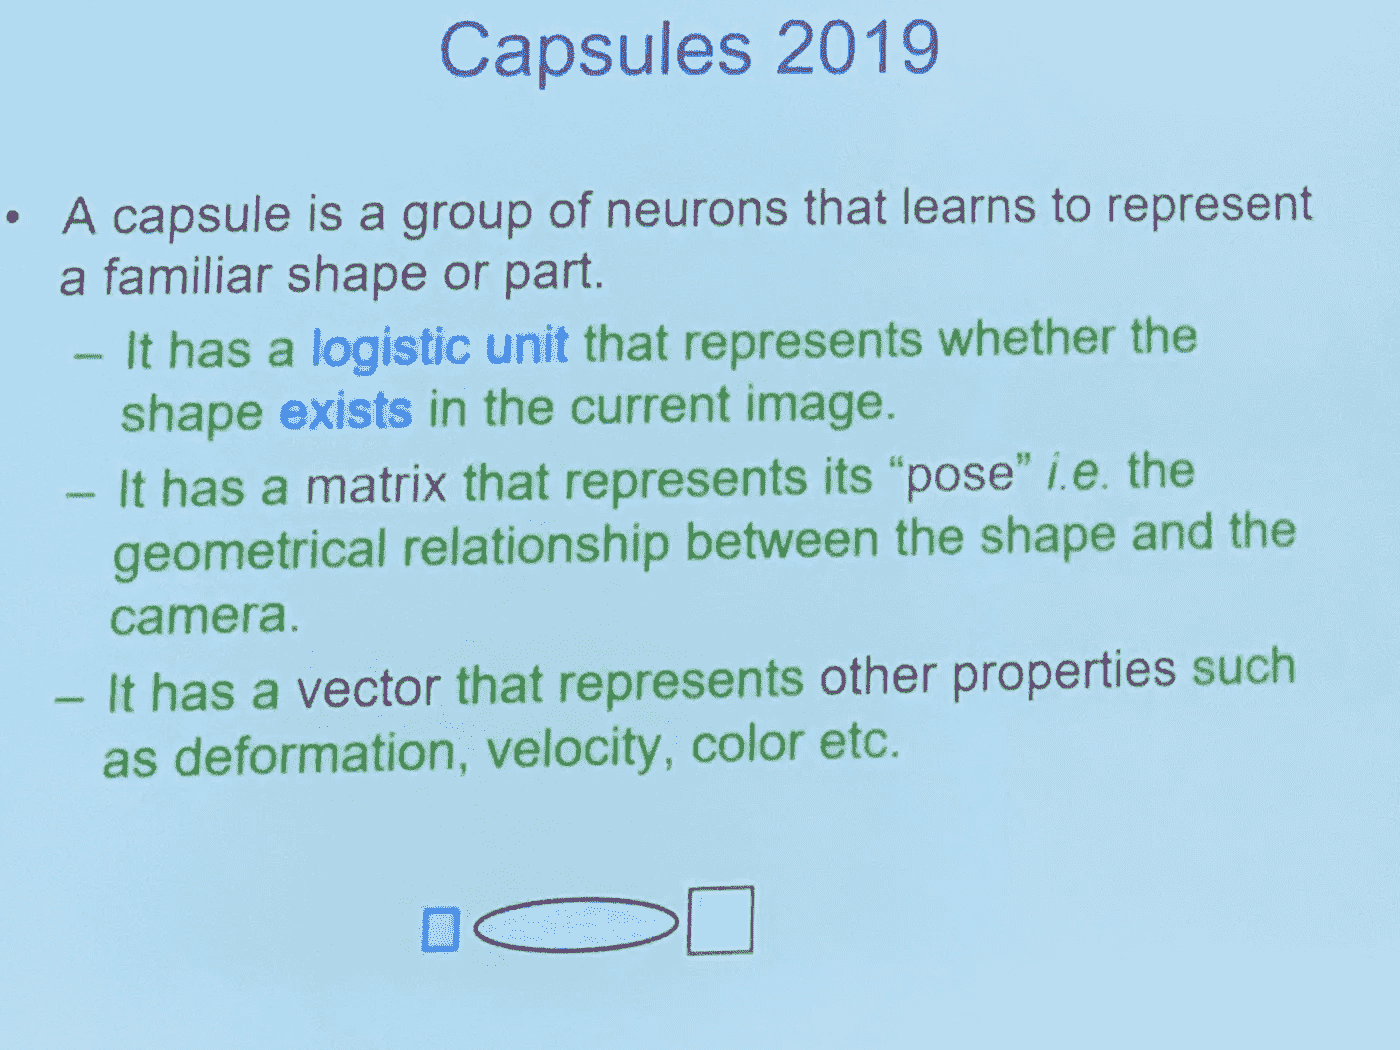 Capsules 2019
• A capsule is a group of neurons that learns to represent
a familiar shape or part.
– It has a logistic unit that represents whether the
shape exists in the current image.
– It has a matrix that represents its “pose” i.e. the
geometrical relationship between the shape and the
camera.
– It has a vector that represents other properties such
as deformation, velocity, color etc.